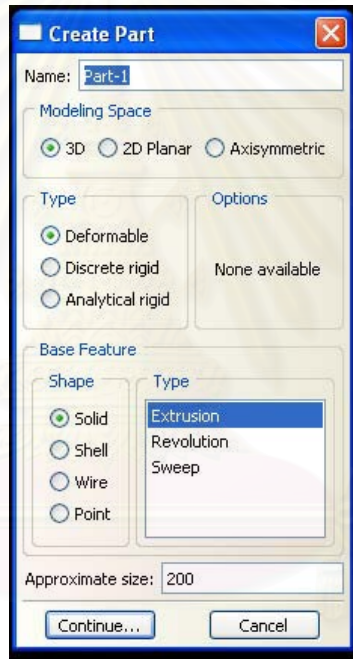 Create Part
Name: Part-1
Modeling Space
3D 2D Planar Axisymmetric
Type
Deformable
Discrete rigid
Analytical rigid
Options
None available
Base Feature
Shape
Solid
Shell
Wire
Point
Type
Extrusion
Revolution
Sweep
Approximate size: 200
Continue... Cancel